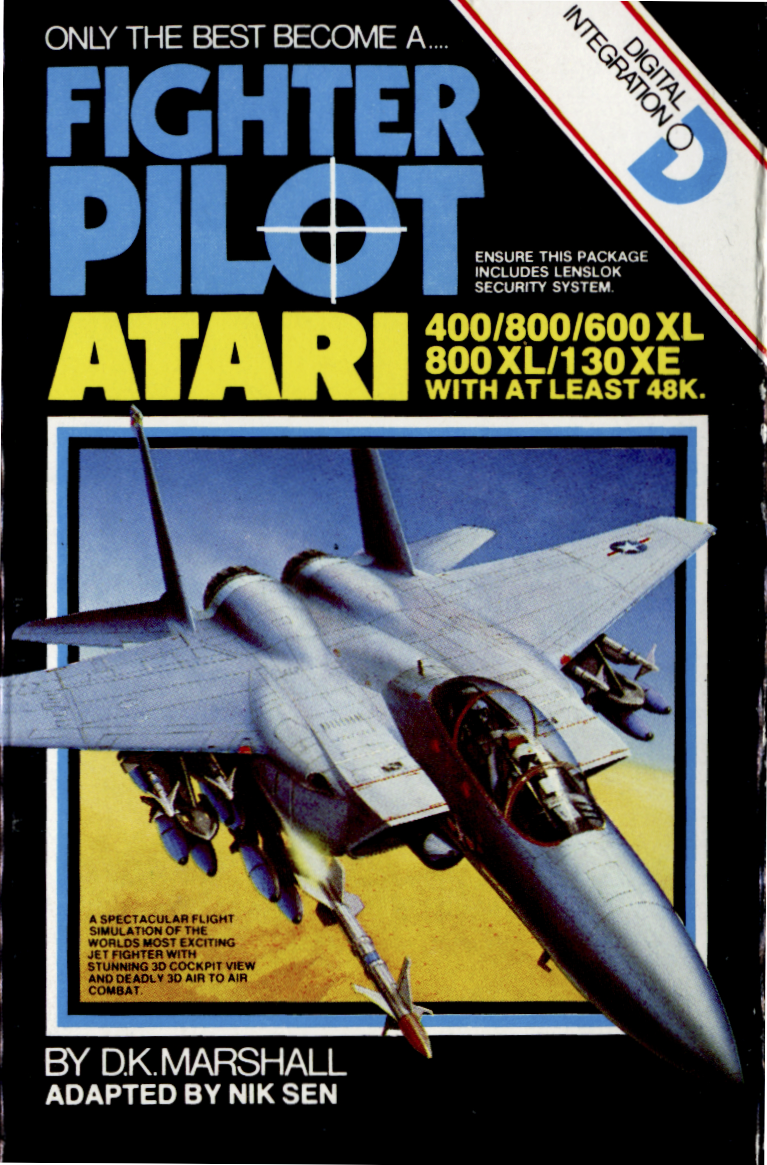 ONLY THE BEST BECOME A....
DIGITAL
INTEGRATION
FIGHTER
PILOT
ENSURE THIS PACKAGE
INCLUDES LENSLOK
SECURITY SYSTEM.
ATARI
400/800/600 XL
800 XL/130 XE
WITH AT LEAST 48K.
A SPECTACULAR FLIGHT
SIMULATION OF THE
WORLDS MOST EXCITING
JET FIGHTER WITH
STUNNING 3D COCKPIT VIEW
AND DEADLY 3D AIR TO AIR
COMBAT.
BY D.K.MARSHALL
ADAPTED BY NIK SEN